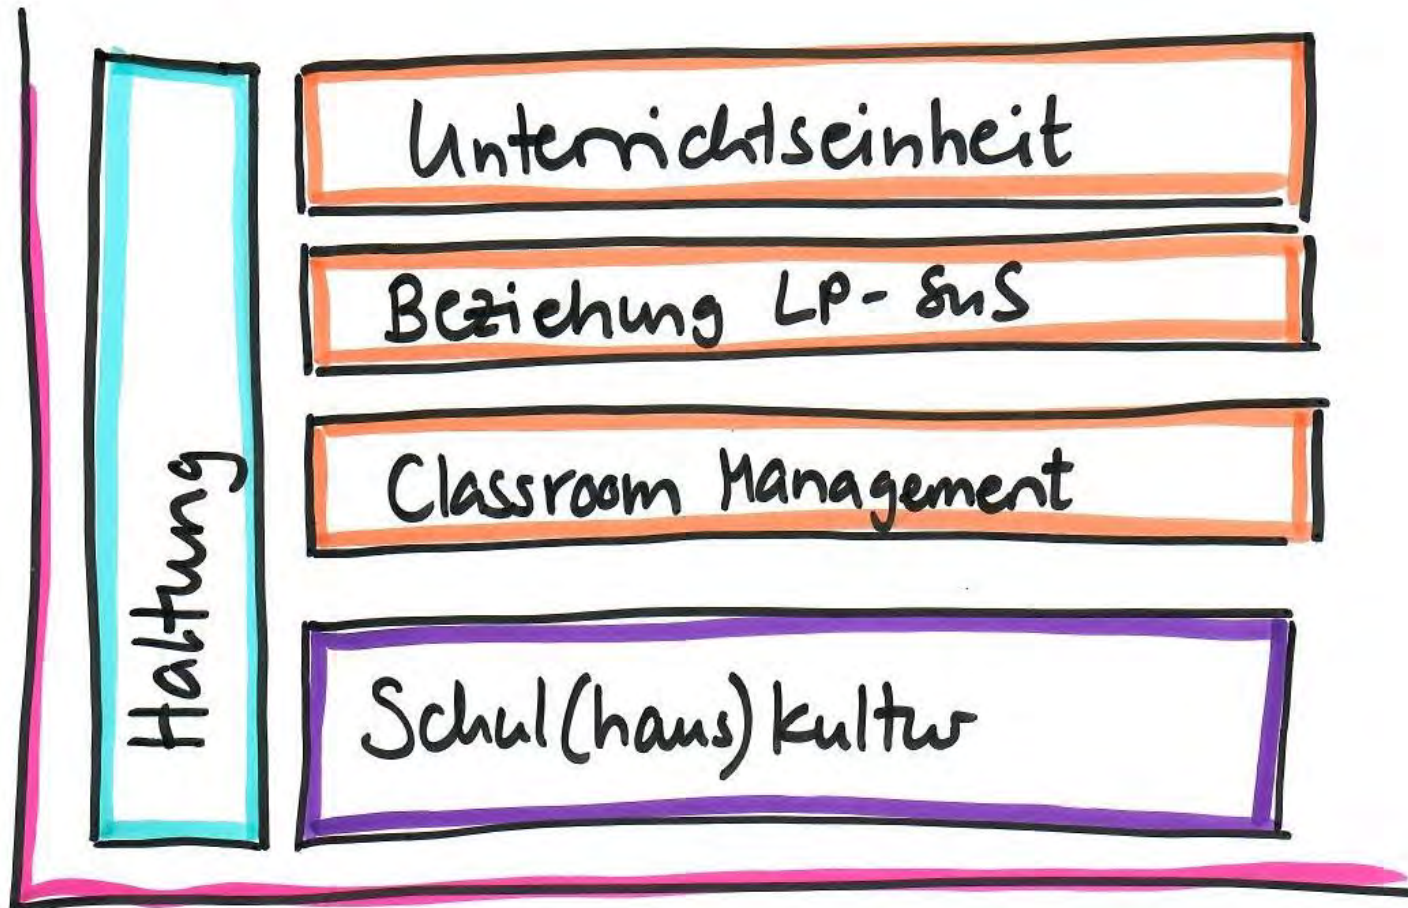 Haltung
Unterrichtseinheit
Beziehung LP-SuS
Classroom Management
Schul(haus)kultur